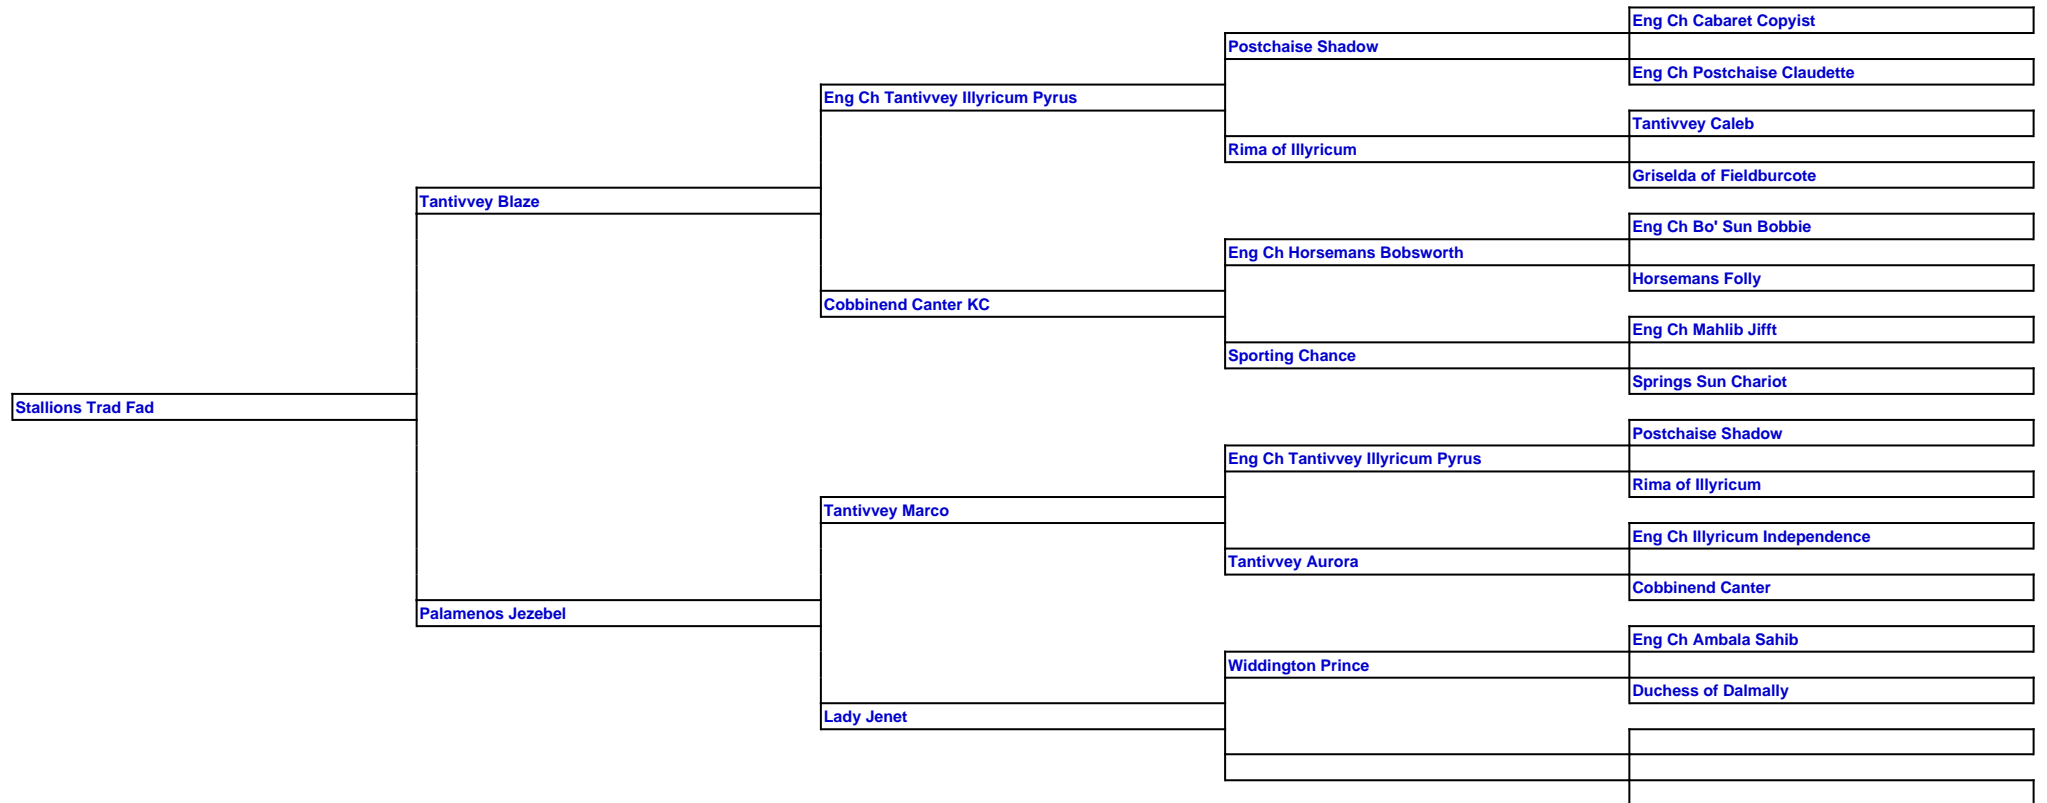 Eng Ch Cabaret Copyist
Postchaise Shadow
Eng Ch Postchaise Claudette
Eng Ch Tantivvey Illyricum Pyrus
Tantivvey Caleb
Rima of Illyricum
Griselda of Fieldburcote
Tantivvey Blaze
Eng Ch Bo' Sun Bobbie
Eng Ch Horsemans Bobsworth
Horsemans Folly
Cobbinend Canter KC
Eng Ch Mahlib Jifft
Sporting Chance
Springs Sun Chariot
Stallions Trad Fad
Postchaise Shadow
Eng Ch Tantivvey Illyricum Pyrus
Rima of Illyricum
Tantivvey Marco
Eng Ch Illyricum Independence
Tantivvey Aurora
Cobbinend Canter
Palamenos Jezebel
Eng Ch Ambala Sahib
Widdington Prince
Duchess of Dalmally
Lady Jenet